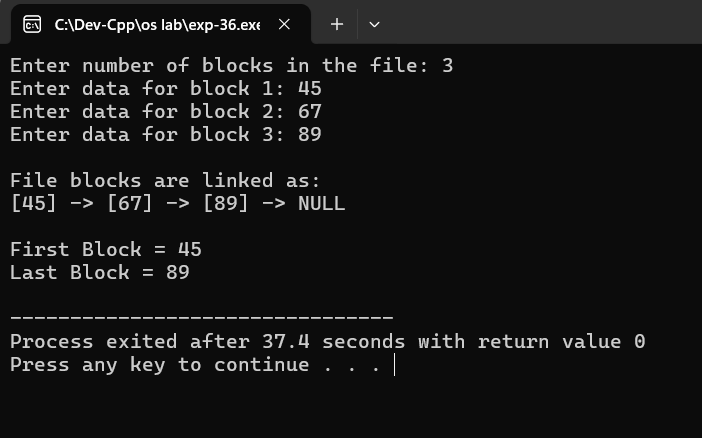 C:\Dev-Cpp\os lab\exp-36.exe
Enter number of blocks in the file: 3
Enter data for block 1: 45
Enter data for block 2: 67
Enter data for block 3: 89
File blocks are linked as:
[45] -> [67] -> [89] -> NULL
First Block = 45
Last Block = 89
--------------------------------
Process exited after 37.4 seconds with return value 0
Press any key to continue . . .